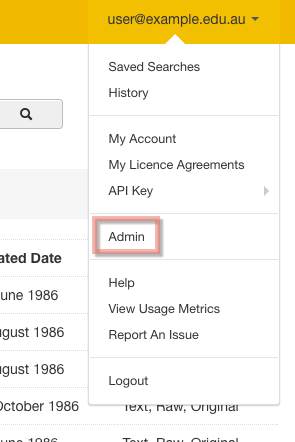 user@example.edu.au
Saved Searches
History
My Account
My Licence Agreements
API Key
Admin
ated Date
Help
une 1986
View Usage Metrics
ugust 1986
Report An Issue
ugust 1986
Logout
October 1986
Text, Raw, Original
une 1986
Text, Raw, Original